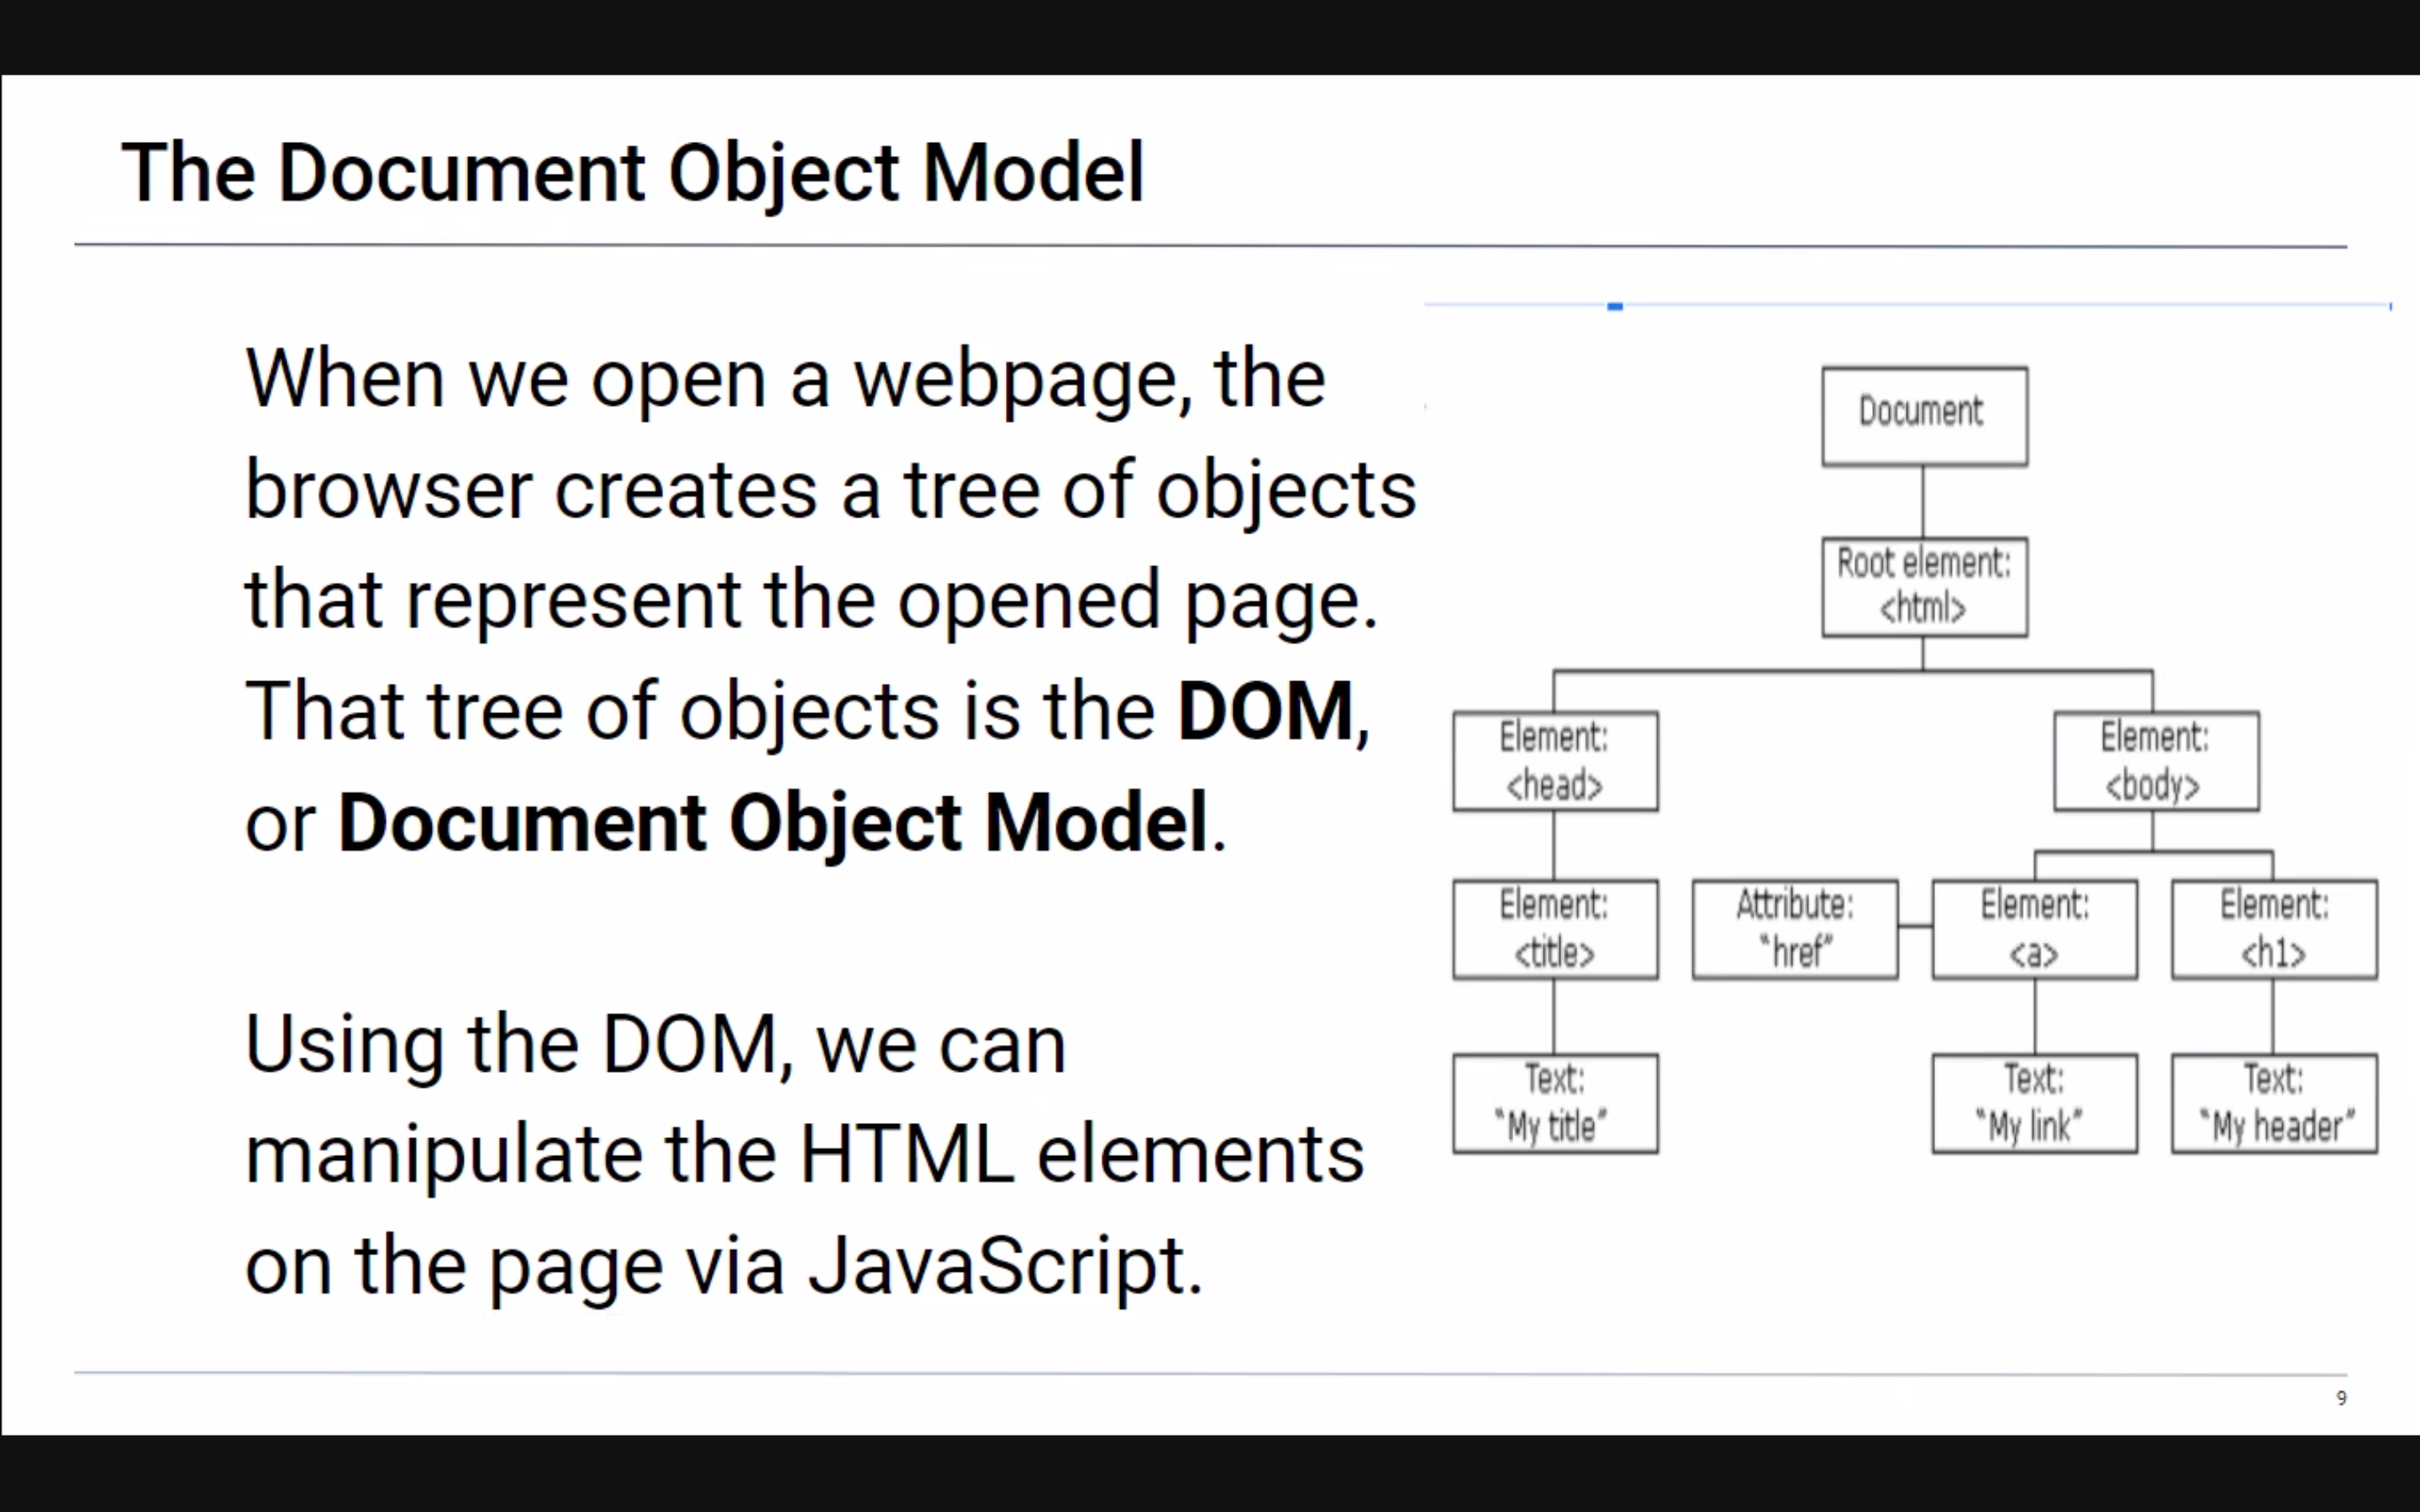 The Document Object Model
When we open a webpage, the
browser creates a tree of objects
that represent the opened page.
That tree of objects is the DOM,
or Document Object Model.
Using the DOM, we can
manipulate the HTML elements
on the page via JavaScript.
Document
Root element:
<html>
Element:
<head>
Element:
<body>
Element:
<title>
Attribute:
"href"
Element:
<a>
Element:
<h1>
Text:
"My title"
Text:
"My link"
Text:
"My header"
9